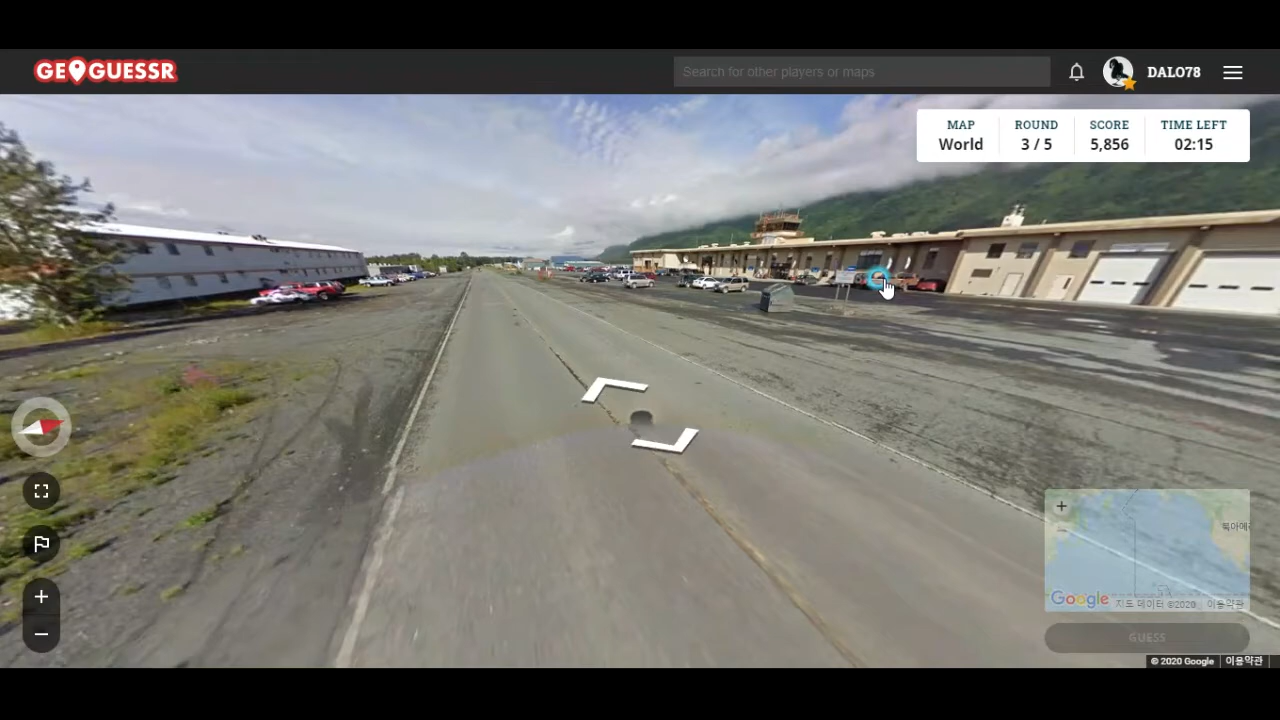 GEOGUESSR
Search for other players or maps
DALO78
MAP
World
ROUND
3 / 5
SCORE
5,856
TIME LEFT
02:15
Google
지도 데이터 ©2020
이용약관
GUESS
© 2020 Google
이용약관